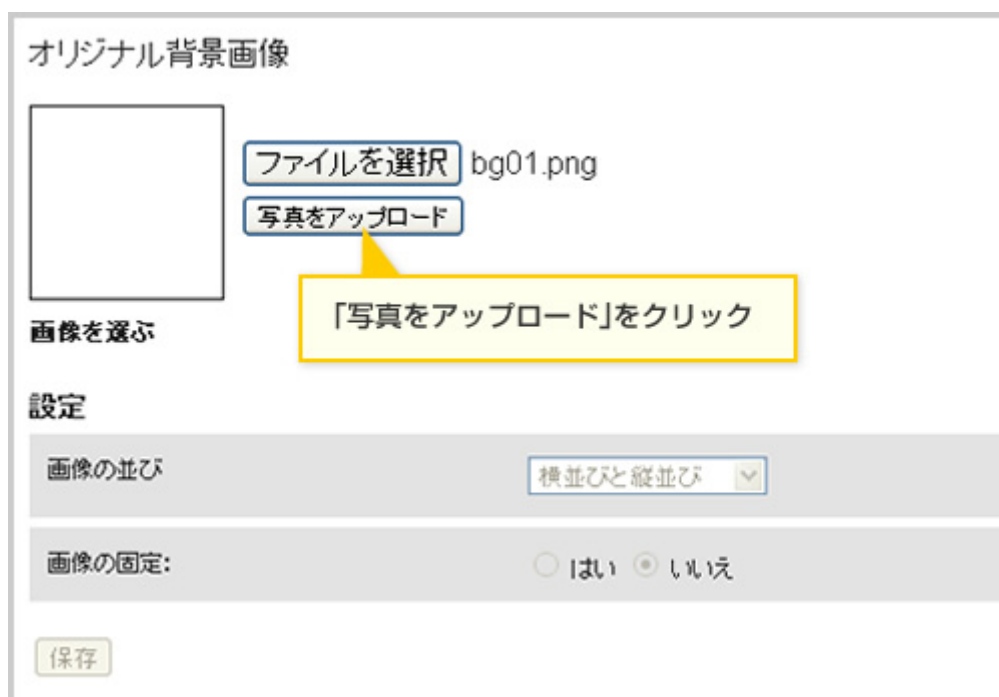 オリジナル背景画像
ファイルを選択 bg01.png
写真をアップロード
「写真をアップロード」をクリック
画像を選ぶ
設定
画像の並び 横並びと縦並び
画像の固定: はい いいえ
保存